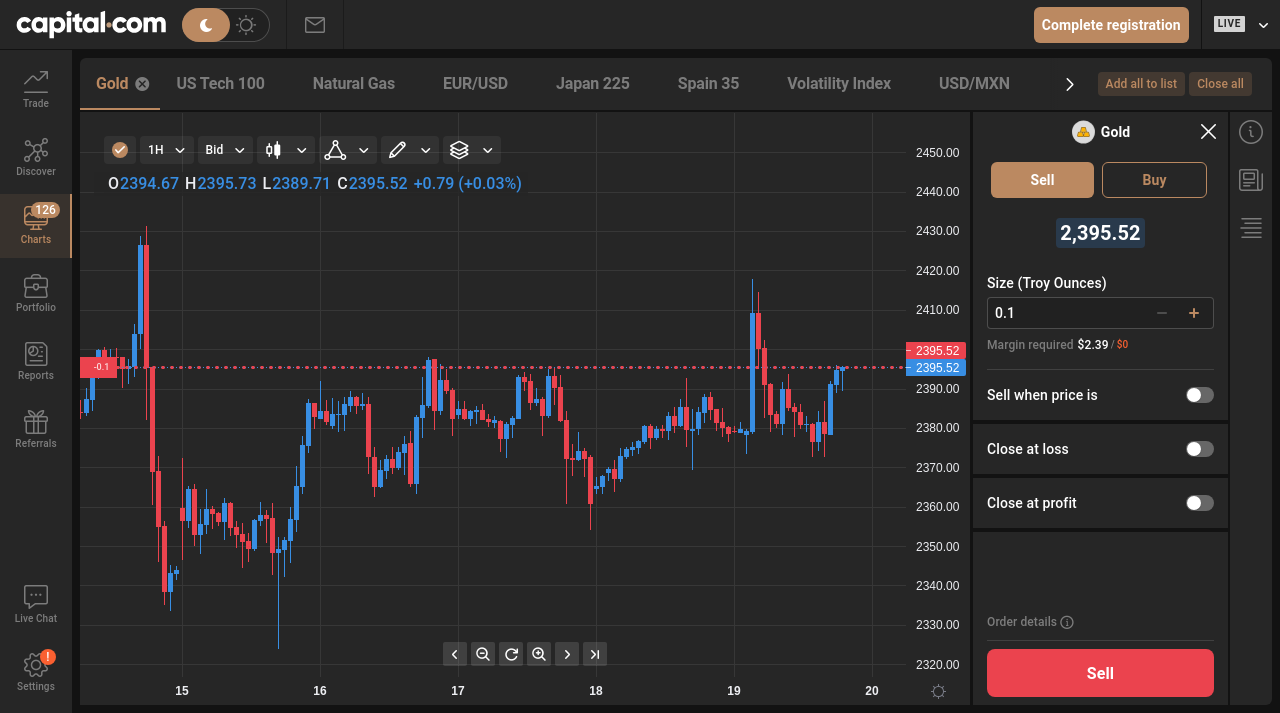 capital.com
Complete registration
LIVE
Trade
Discover
126
Charts
Portfolio
Reports
Referrals
Live Chat
!
Settings
Gold
US Tech 100
Natural Gas
EUR/USD
Japan 225
Spain 35
Volatility Index
USD/MXN
Add all to list
Close all
1H
Bid
O2394.67 H2395.73 L2389.71 C2395.52 +0.79 (+0.03%)
-0.1
2450.00
2440.00
2430.00
2420.00
2410.00
2395.52
2395.52
2390.00
2380.00
2370.00
2360.00
2350.00
2340.00
2330.00
2320.00
15 16 17 18 19 20
Gold
Sell
Buy
2,395.52
Size (Troy Ounces)
0.1
Margin required $2.39 / $0
Sell when price is
Close at loss
Close at profit
Order details
Sell